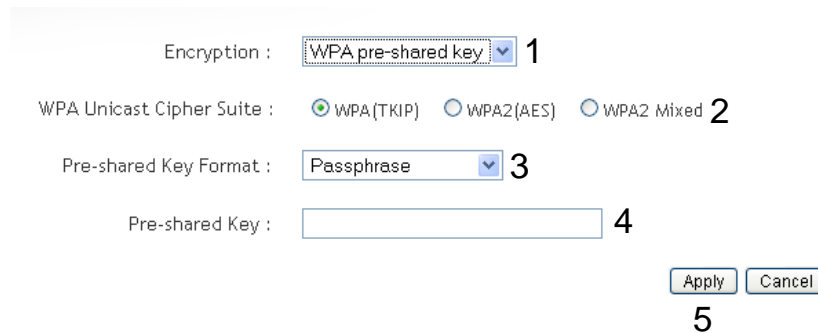 Encryption : WPA pre-shared key 1
WPA Unicast Cipher Suite : WPA(TKIP) WPA2(AES) WPA2 Mixed 2
Pre-shared Key Format : Passphrase 3
Pre-shared Key : 4
Apply Cancel
5